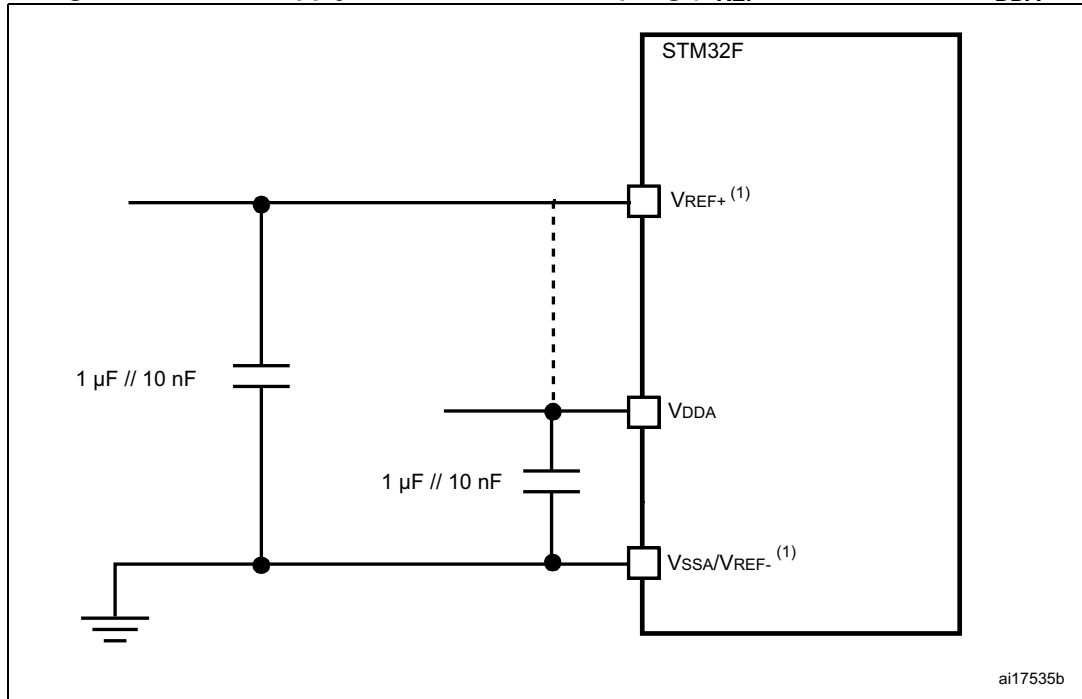 STM32F
VREF+ (1)
1 µF // 10 nF
VDDA
1 µF // 10 nF
VSSA/VREF- (1)
ai17535b